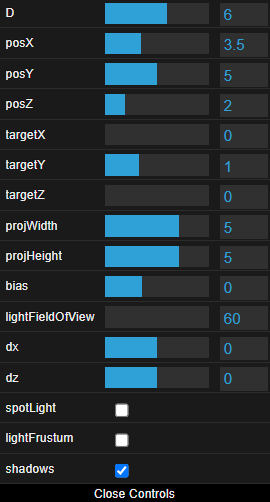 D 6
posX 3.5
posY 5
posZ 2
targetX 0
targetY 1
targetZ 0
projWidth 5
projHeight 5
bias 0
lightFieldOfView 60
dx 0
dz 0
spotLight
lightFrustum
shadows
Close Controls